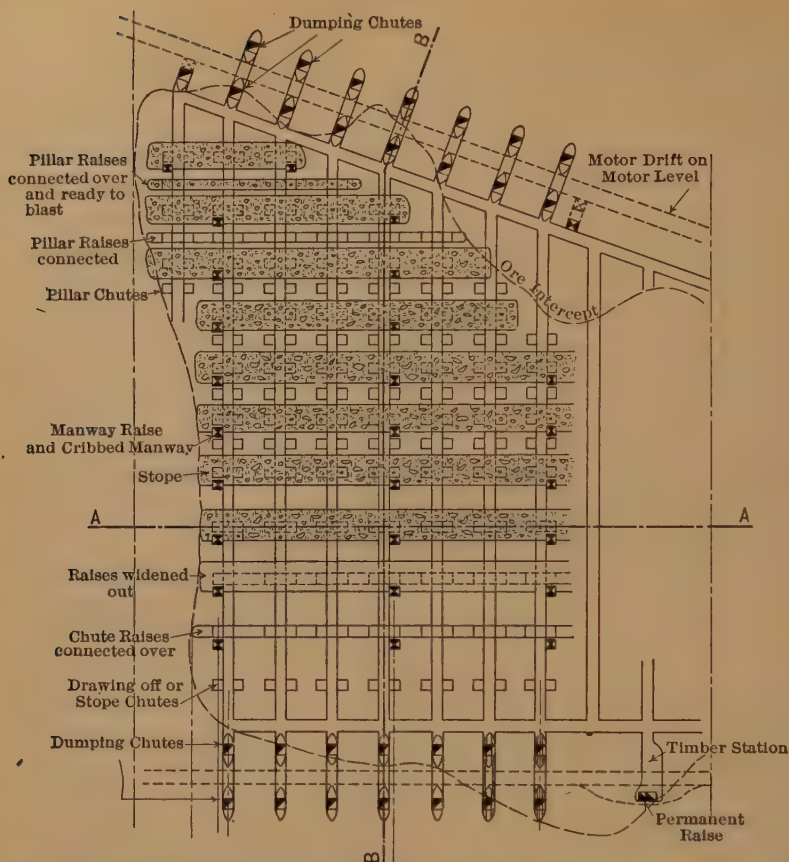 Dumping Chutes
B
Pillar Raises
connected over
and ready to
blast
Motor Drift on
Motor Level
Pillar Raises
connected
Pillar Chutes
Ore Intercept
Manway Raise
and Cribbed Manway
Stope
A
A
Raises widened
out
Chute Raises
connected over
Drawing off or
Stope Chutes
Dumping Chutes
Timber Station
Permanent
Raise
B